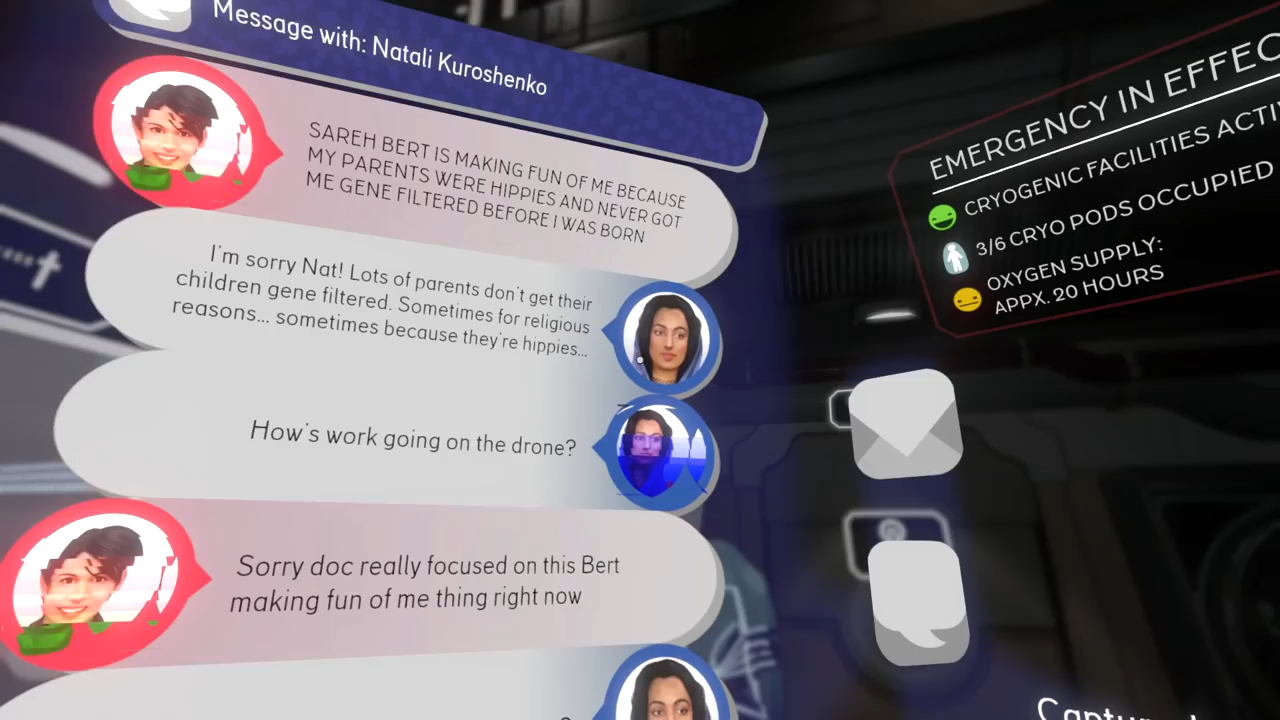 Message with: Natali Kuroshenko
SAREH BERT IS MAKING FUN OF ME BECAUSE
MY PARENTS WERE HIPPIES AND NEVER GOT
ME GENE FILTERED BEFORE I WAS BORN
I'm sorry Nat! Lots of parents don't get their
children gene filtered. Sometimes for religious
reasons... sometimes because they're hippies...
How's work going on the drone?
Sorry doc really focused on this Bert
making fun of me thing right now
EMERGENCY IN EFFEC
CRYOGENIC FACILITIES ACTI
3/6 CRYO PODS OCCUPIED
OXYGEN SUPPLY:
APPX. 20 HOURS